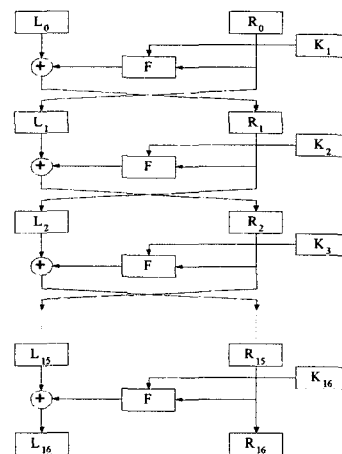 L0 R0
K1
+ F
L1 R1
K2
+ F
L2 R2
K3
+ F
L15 R15
K16
+ F
L16 R16